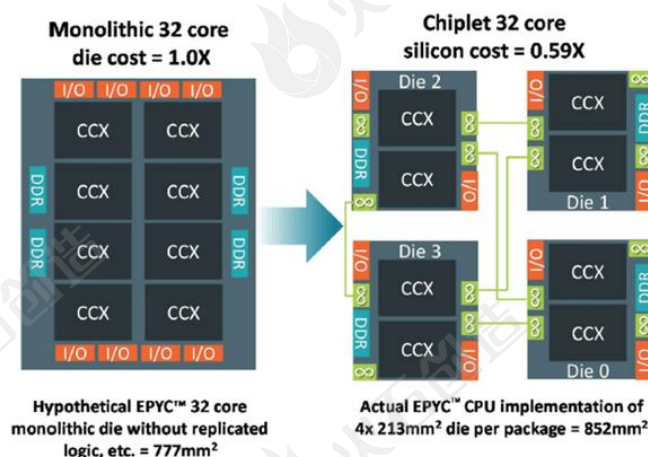 Monolithic 32 core
die cost = 1.0X
I/O I/O I/O I/O
CCX CCX
DDR CCX CCX DDR
DDR CCX CCX DDR
CCX CCX
I/O I/O I/O I/O
Hypothetical EPYC™ 32 core
monolithic die without replicated
logic, etc. = 777mm²
Chiplet 32 core
silicon cost = 0.59X
Die 2
I/O
CCX
∞
∞
DDR
CCX
∞
I/O
∞
I/O
CCX
∞
∞
DDR
∞
CCX
∞
I/O
Die 1
Die 3
I/O
CCX
∞
∞
DDR
CCX
∞
I/O
∞
I/O
CCX
∞
∞
DDR
∞
CCX
∞
I/O
Die 0
Actual EPYC™ CPU implementation of
4x 213mm² die per package = 852mm²